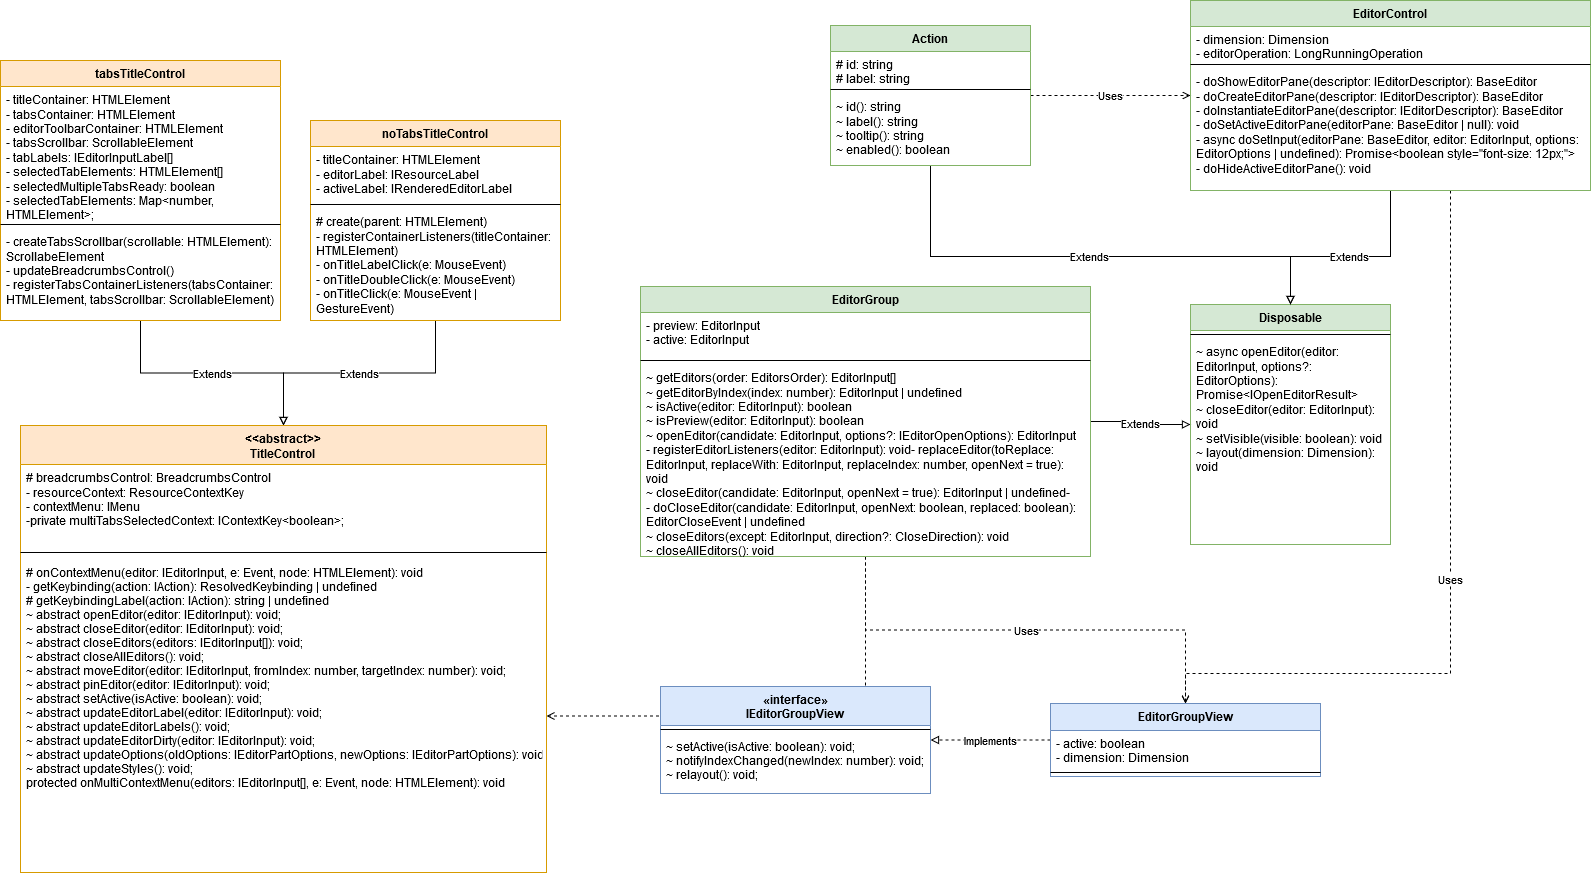 tabsTitleControl
- titleContainer: HTMLElement
- tabsContainer: HTMLElement
- editorToolbarContainer: HTMLElement
- tabsScrollbar: ScrollableElement
- tabLabels: IEditorInputLabel[]
- selectedTabElements: HTMLElement[]
- selectedMultipleTabsReady: boolean
- selectedTabElements: Map<number,
HTMLElement>;
- createTabsScrollbar(scrollable: HTMLElement):
ScrollabeElement
- updateBreadcrumbsControl()
- registerTabsContainerListeners(tabsContainer:
HTMLElement, tabsScrollbar: ScrollableElement)
noTabsTitleControl
- titleContainer: HTMLElement
- editorLabel: IResourceLabel
- activeLabel: IRenderedEditorLabel
# create(parent: HTMLElement)
- registerContainerListeners(titleContainer:
HTMLElement)
- onTitleLabelClick(e: MouseEvent)
- onTitleDoubleClick(e: MouseEvent)
- onTitleClick(e: MouseEvent |
GestureEvent)
Extends
Extends
<<abstract>>
TitleControl
# breadcrumbsControl: BreadcrumbsControl
- resourceContext: ResourceContextKey
- contextMenu: IMenu
-private multiTabsSelectedContext: IContextKey<boolean>;
# onContextMenu(editor: IEditorInput, e: Event, node: HTMLElement): void
- getKeybinding(action: IAction): ResolvedKeybinding | undefined
# getKeybindingLabel(action: IAction): string | undefined
~ abstract openEditor(editor: IEditorInput): void;
~ abstract closeEditor(editor: IEditorInput): void;
~ abstract closeEditors(editors: IEditorInput[]): void;
~ abstract closeAllEditors(): void;
~ abstract moveEditor(editor: IEditorInput, fromIndex: number, targetIndex: number): void;
~ abstract pinEditor(editor: IEditorInput): void;
~ abstract setActive(isActive: boolean): void;
~ abstract updateEditorLabel(editor: IEditorInput): void;
~ abstract updateEditorLabels(): void;
~ abstract updateEditorDirty(editor: IEditorInput): void;
~ abstract updateOptions(oldOptions: IEditorPartOptions, newOptions: IEditorPartOptions): void
~ abstract updateStyles(): void;
protected onMultiContextMenu(editors: IEditorInput[], e: Event, node: HTMLElement): void
Action
# id: string
# label: string
~ id(): string
~ label(): string
~ tooltip(): string
~ enabled(): boolean
Uses
EditorControl
- dimension: Dimension
- editorOperation: LongRunningOperation
- doShowEditorPane(descriptor: IEditorDescriptor): BaseEditor
- doCreateEditorPane(descriptor: IEditorDescriptor): BaseEditor
- doInstantiateEditorPane(descriptor: IEditorDescriptor): BaseEditor
- doSetActiveEditorPane(editorPane: BaseEditor | null): void
- async doSetInput(editorPane: BaseEditor, editor: EditorInput, options:
EditorOptions | undefined): Promise<boolean style="font-size: 12px;">
- doHideActiveEditorPane(): void
Extends
Extends
EditorGroup
- preview: EditorInput
- active: EditorInput
~ getEditors(order: EditorsOrder): EditorInput[]
~ getEditorByIndex(index: number): EditorInput | undefined
~ isActive(editor: EditorInput): boolean
~ isPreview(editor: EditorInput): boolean
~ openEditor(candidate: EditorInput, options?: IEditorOpenOptions): EditorInput
- registerEditorListeners(editor: EditorInput): void- replaceEditor(toReplace:
EditorInput, replaceWith: EditorInput, replaceIndex: number, openNext = true):
void
~ closeEditor(candidate: EditorInput, openNext = true): EditorInput | undefined-
- doCloseEditor(candidate: EditorInput, openNext: boolean, replaced: boolean):
EditorCloseEvent | undefined
~ closeEditors(except: EditorInput, direction?: CloseDirection): void
~ closeAllEditors(): void
Extends
Disposable
~ async openEditor(editor:
EditorInput, options?:
EditorOptions):
Promise<IOpenEditorResult>
~ closeEditor(editor: EditorInput):
void
~ setVisible(visible: boolean): void
~ layout(dimension: Dimension):
void
Uses
Uses
«interface»
IEditorGroupView
~ setActive(isActive: boolean): void;
~ notifyIndexChanged(newIndex: number): void;
~ relayout(): void;
Implements
EditorGroupView
- active: boolean
- dimension: Dimension